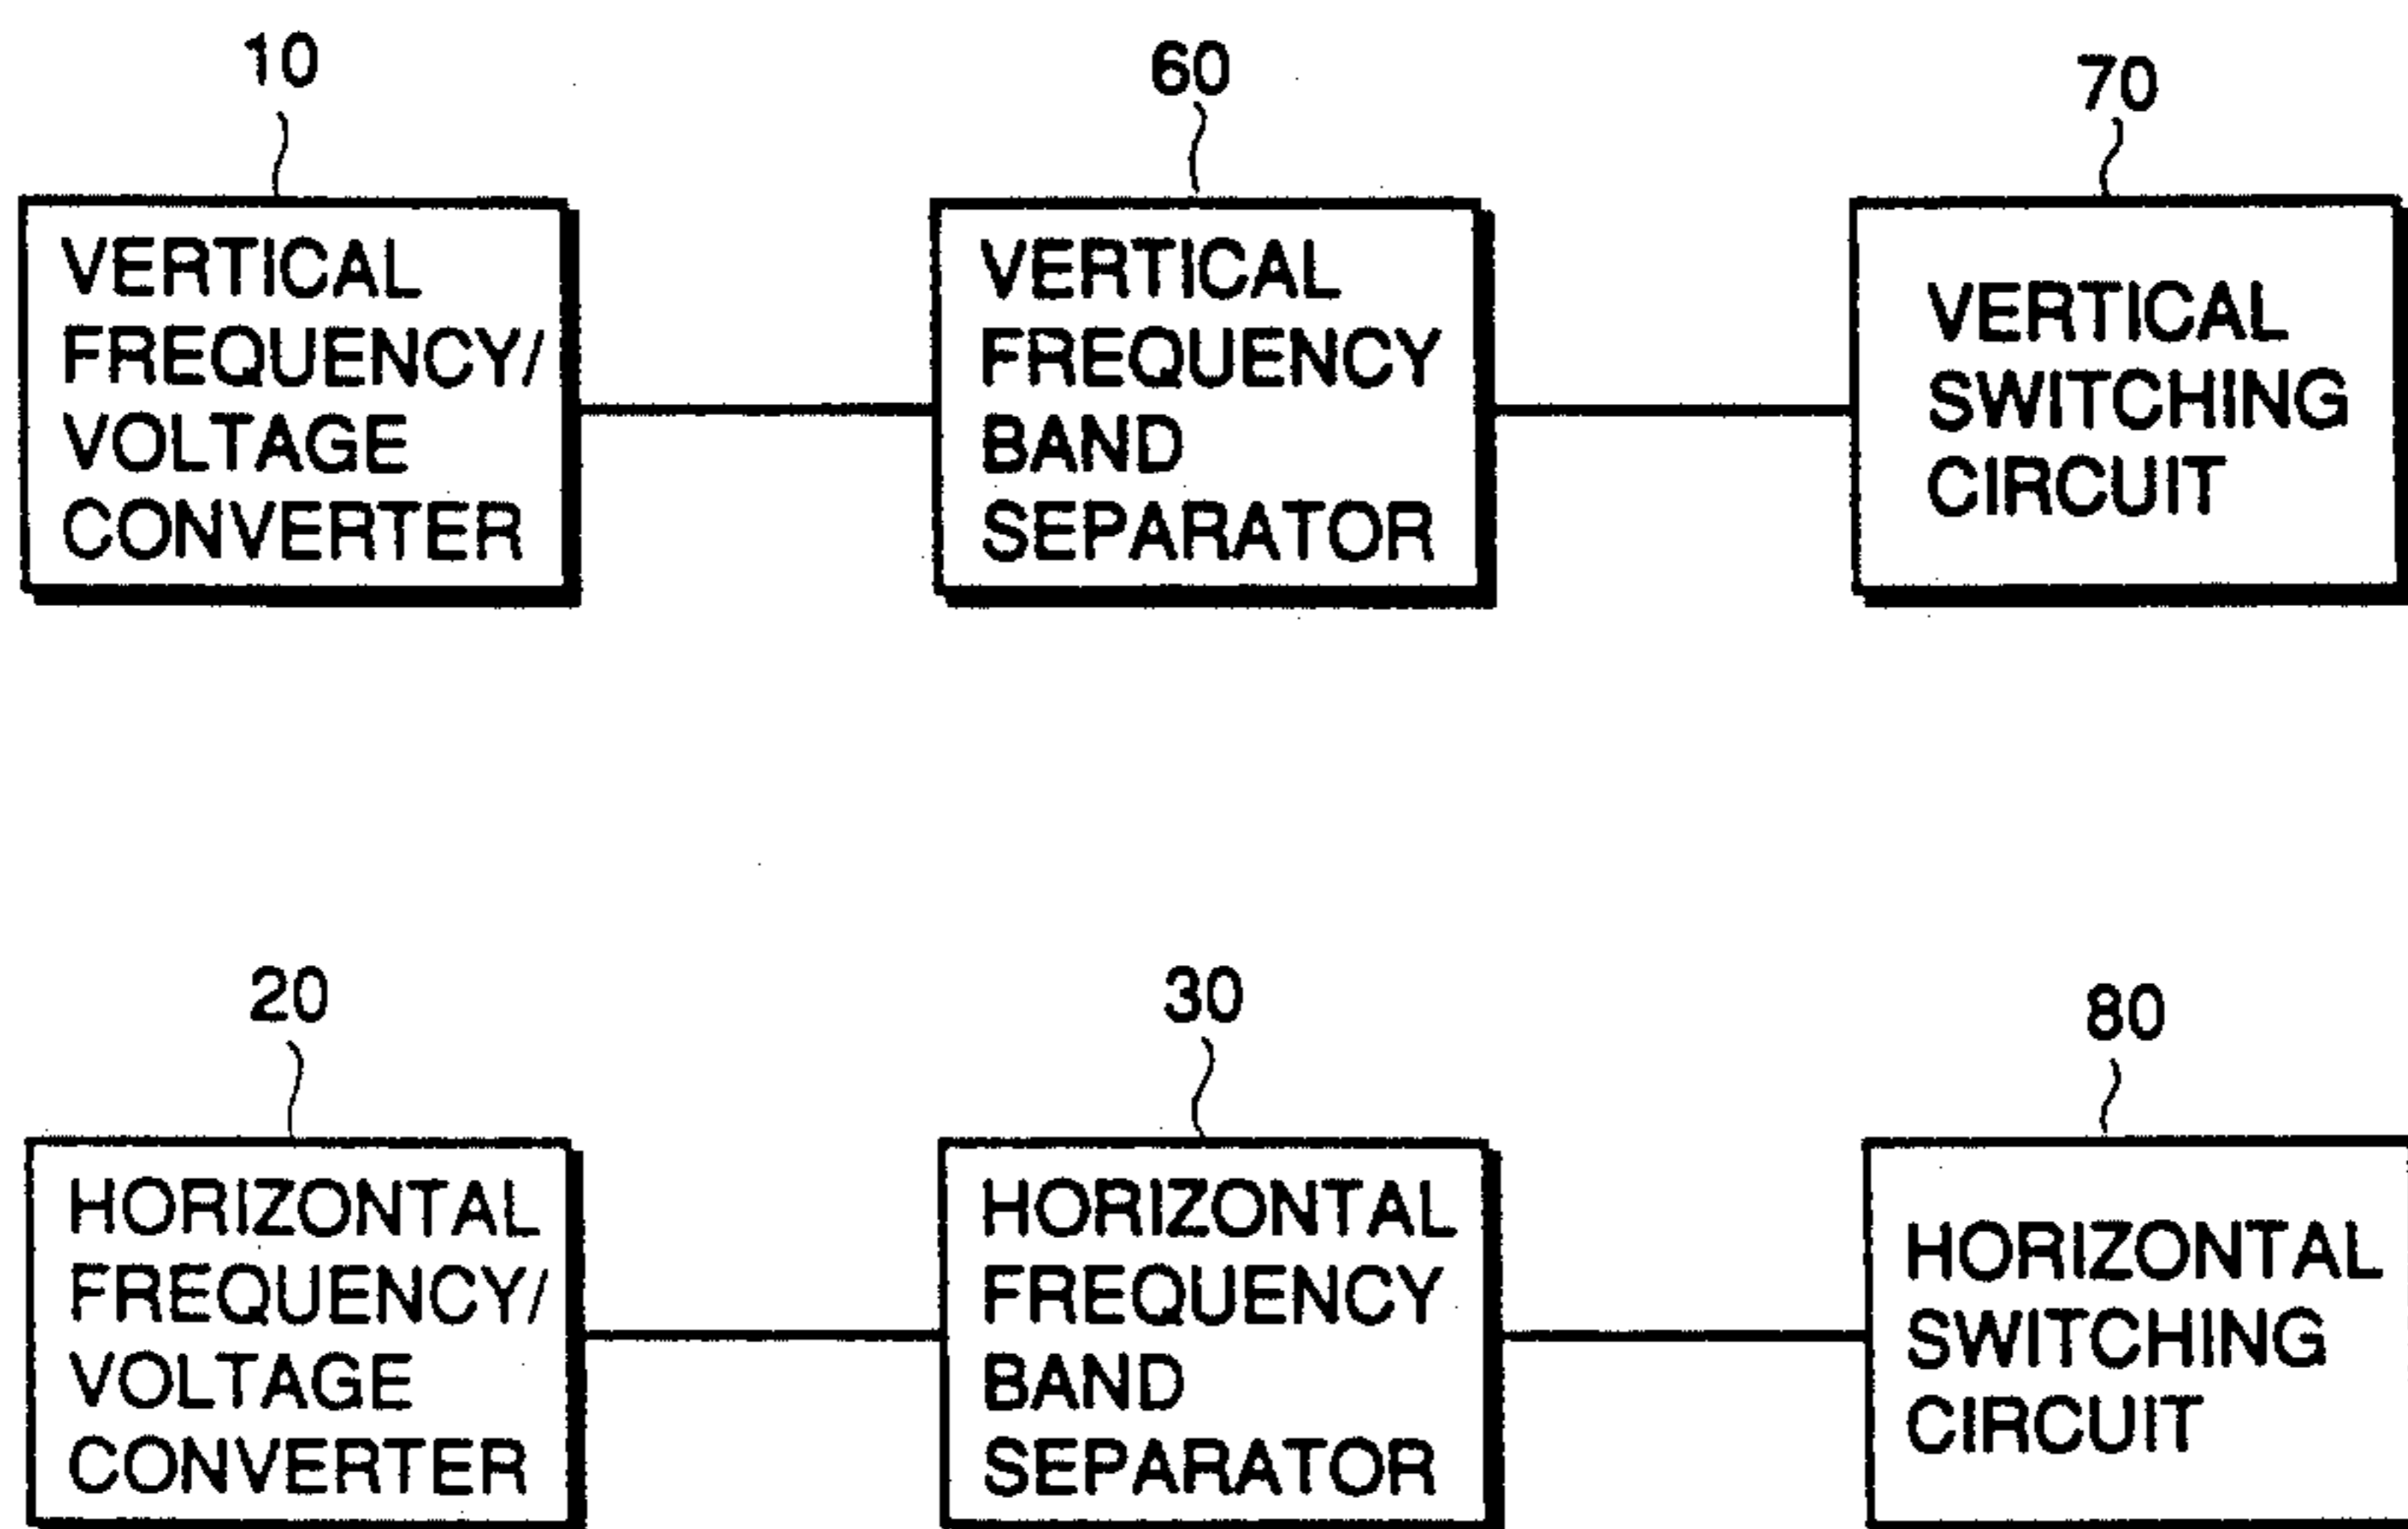 10
60
70
VERTICAL
FREQUENCY/
VOLTAGE
CONVERTER
VERTICAL
FREQUENCY
BAND
SEPARATOR
VERTICAL
SWITCHING
CIRCUIT
20
30
80
HORIZONTAL
FREQUENCY/
VOLTAGE
CONVERTER
HORIZONTAL
FREQUENCY
BAND
SEPARATOR
HORIZONTAL
SWITCHING
CIRCUIT